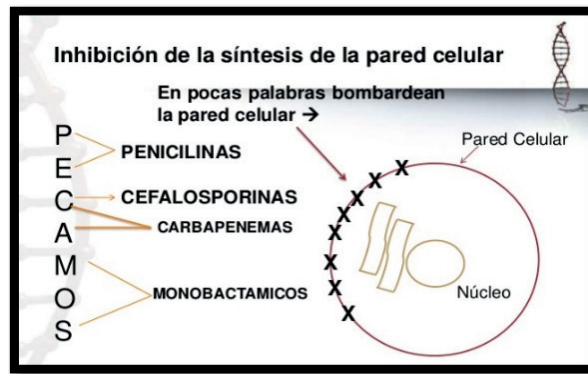 Inhibición de la síntesis de la pared celular
En pocas palabras bombardean
la pared celular →
Pared Celular
P
E
C
A
M
O
S
PENICILINAS
CEFALOSPORINAS
CARBAPENEMAS
MONOBACTAMICOS
X
X
X
X
X
X
X
X
Núcleo